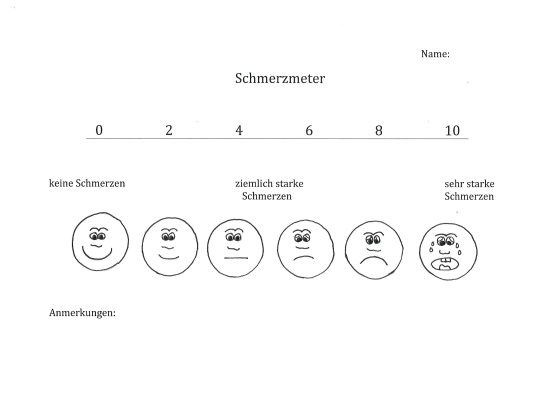 Name:
Schmerzmeter
0 2 4 6 8 10
keine Schmerzen
ziemlich starke
Schmerzen
sehr starke
Schmerzen
Anmerkungen: